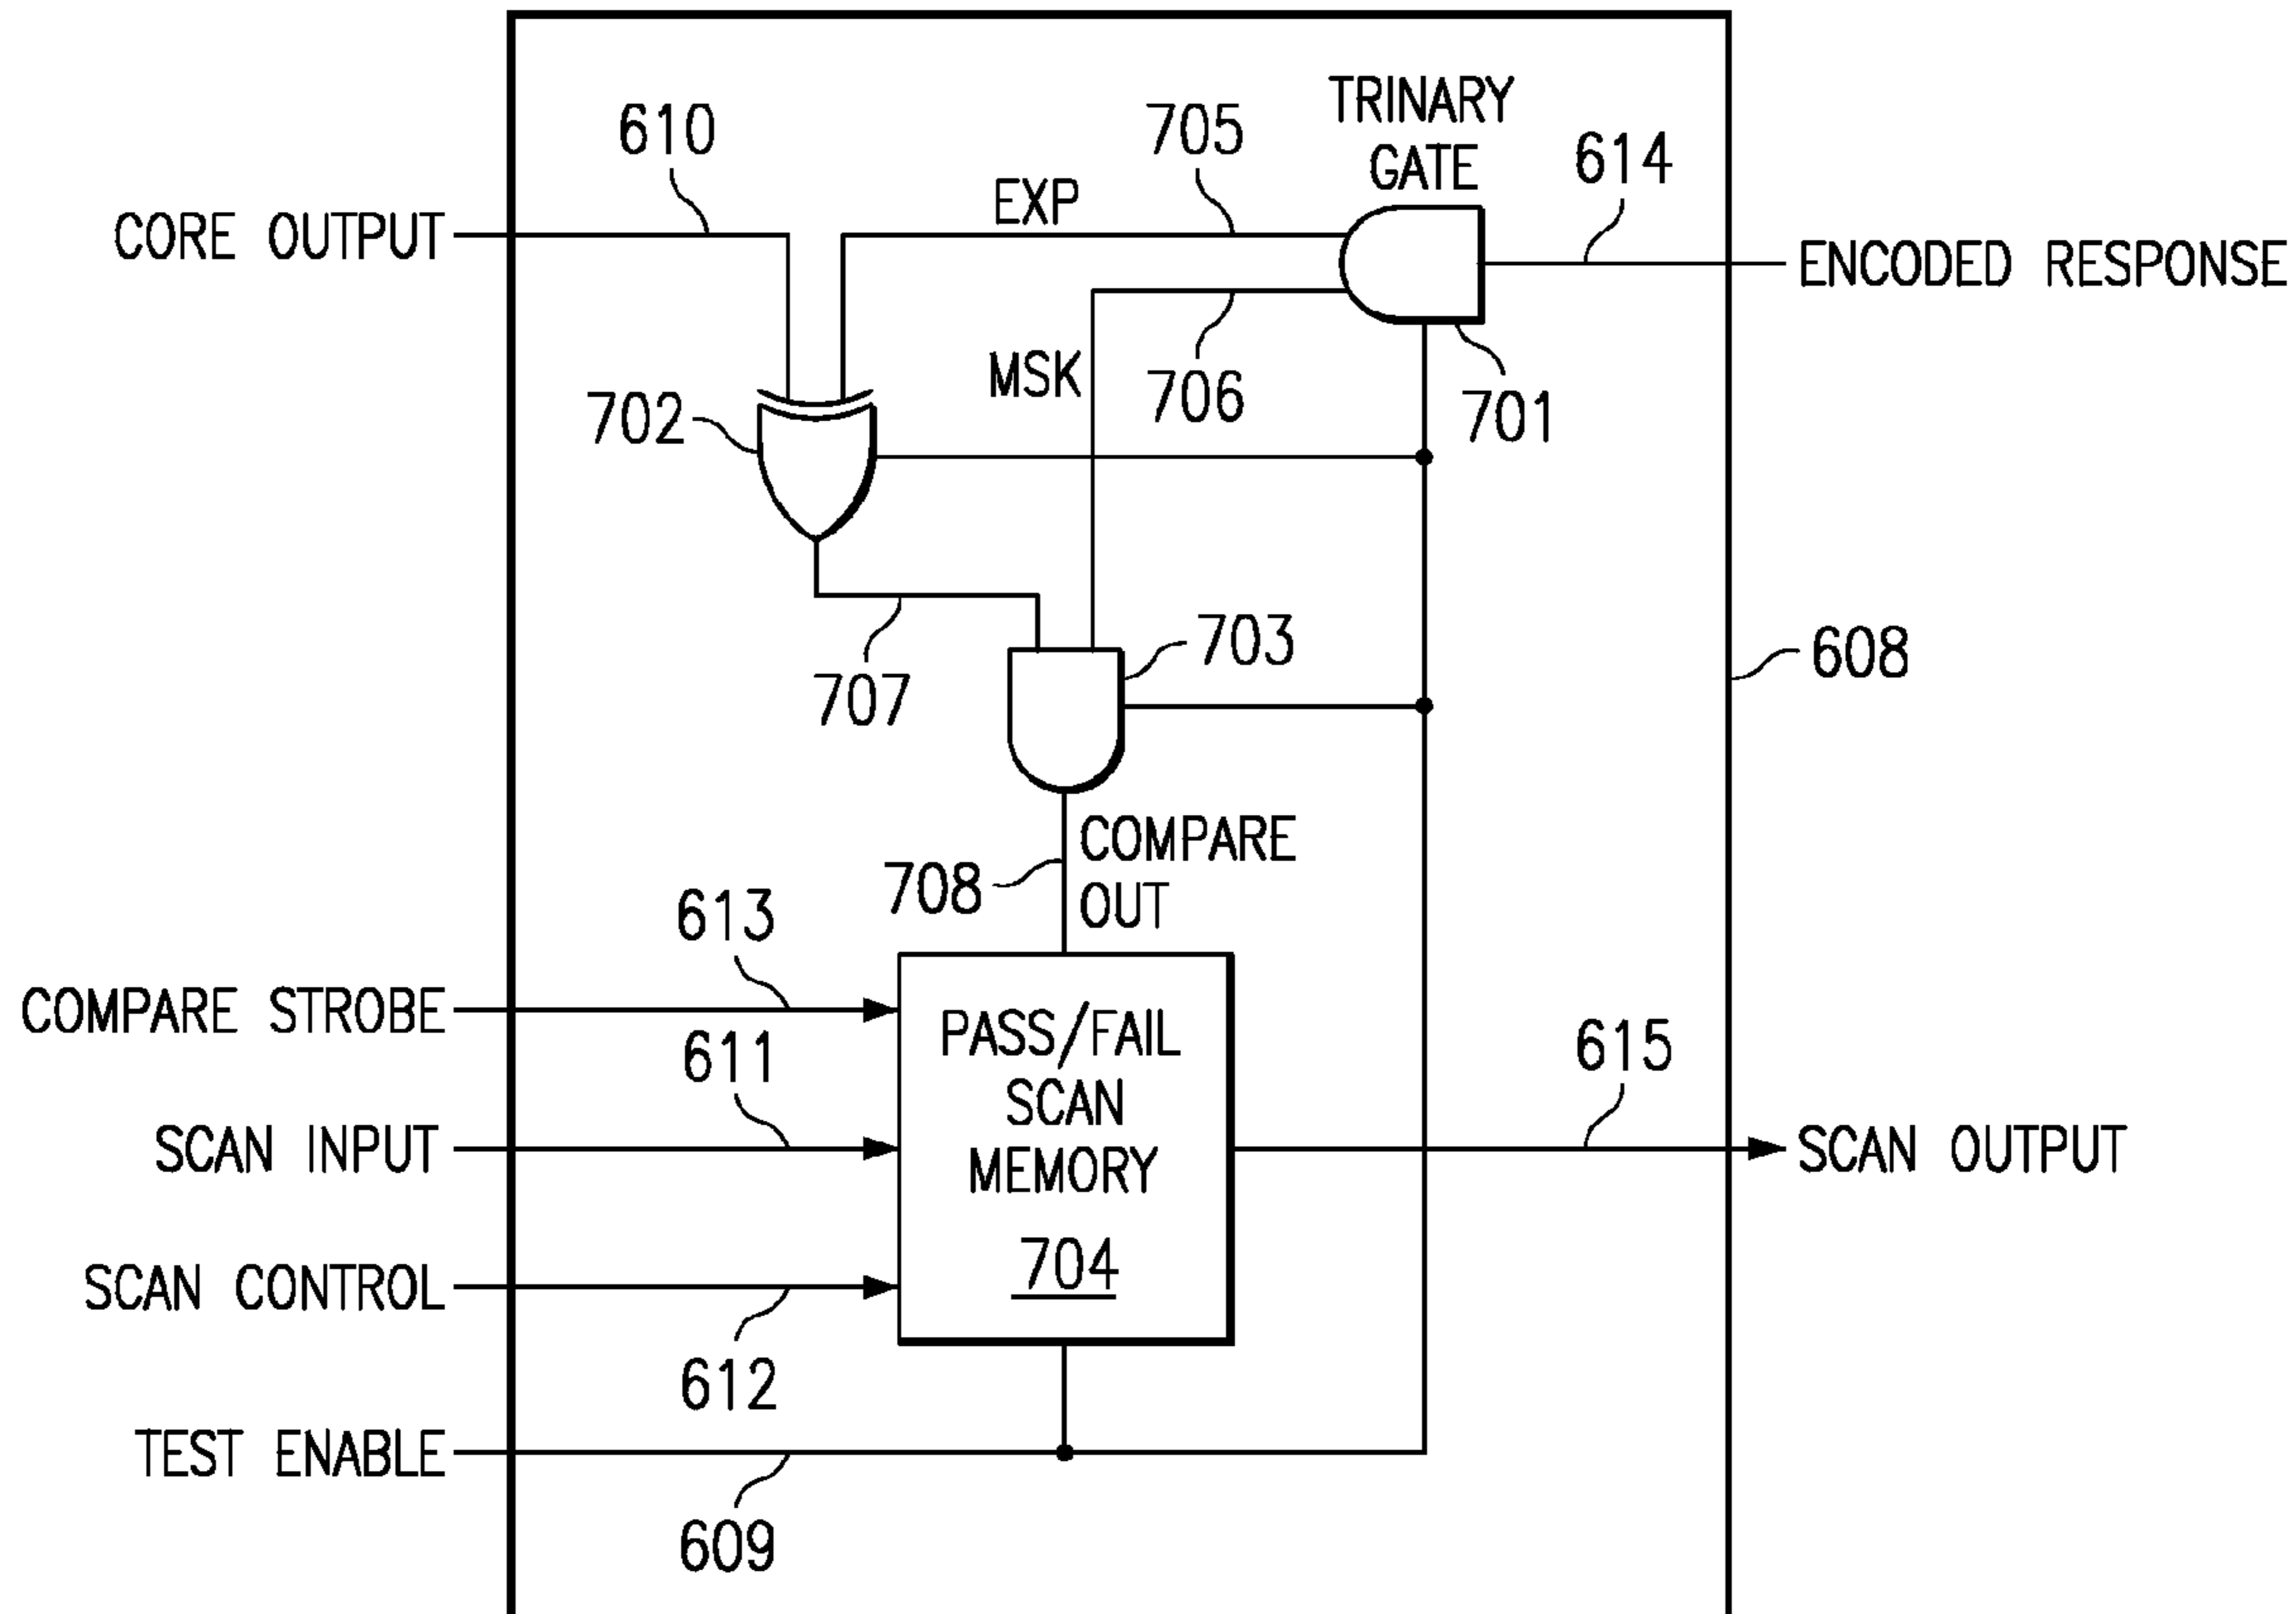 TRINARY
GATE
610
705
614
EXP
CORE OUTPUT
ENCODED RESPONSE
MSK
706
702
701
703
608
707
COMPARE
OUT
708
613
COMPARE STROBE
PASS/FAIL
SCAN
MEMORY
704
611
615
SCAN INPUT
SCAN OUTPUT
SCAN CONTROL
612
TEST ENABLE
609